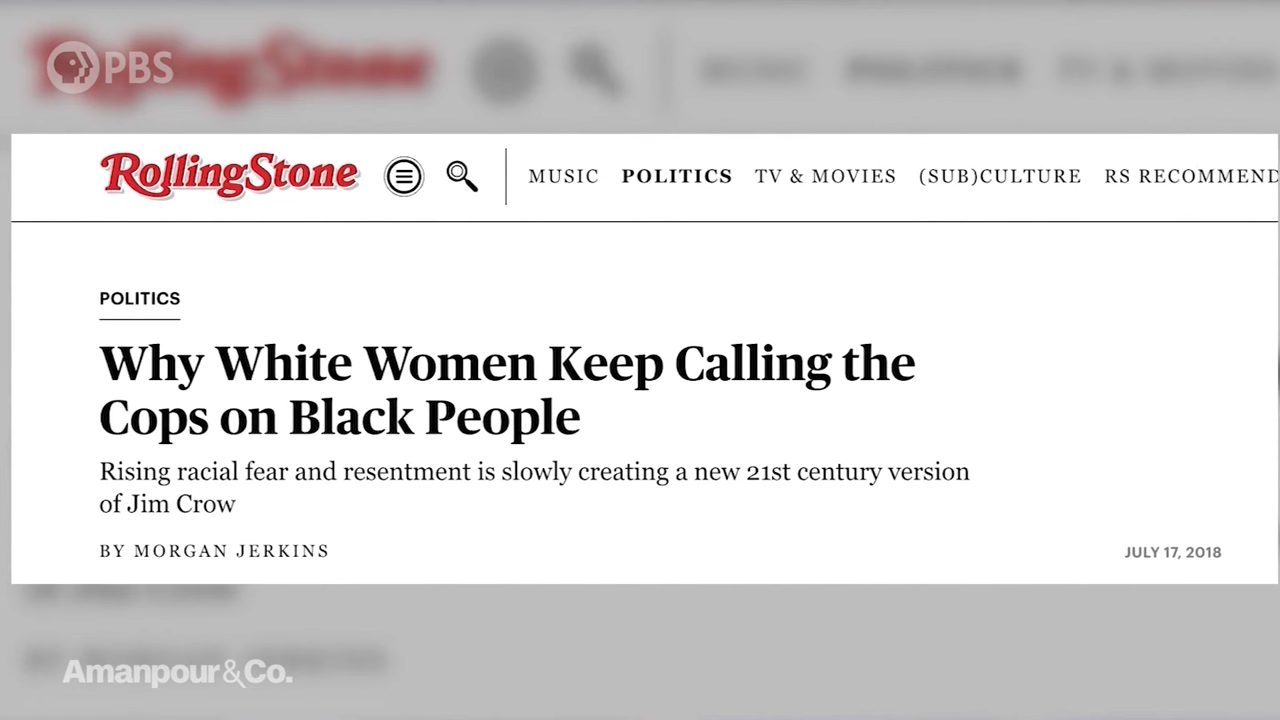 PBS
RollingStone
MUSIC POLITICS TV & MOVIES (SUB)CULTURE RS RECOMMEND
POLITICS
Why White Women Keep Calling the
Cops on Black People
Rising racial fear and resentment is slowly creating a new 21st century version
of Jim Crow
BY MORGAN JERKINS
JULY 17, 2018
Amanpour&Co.